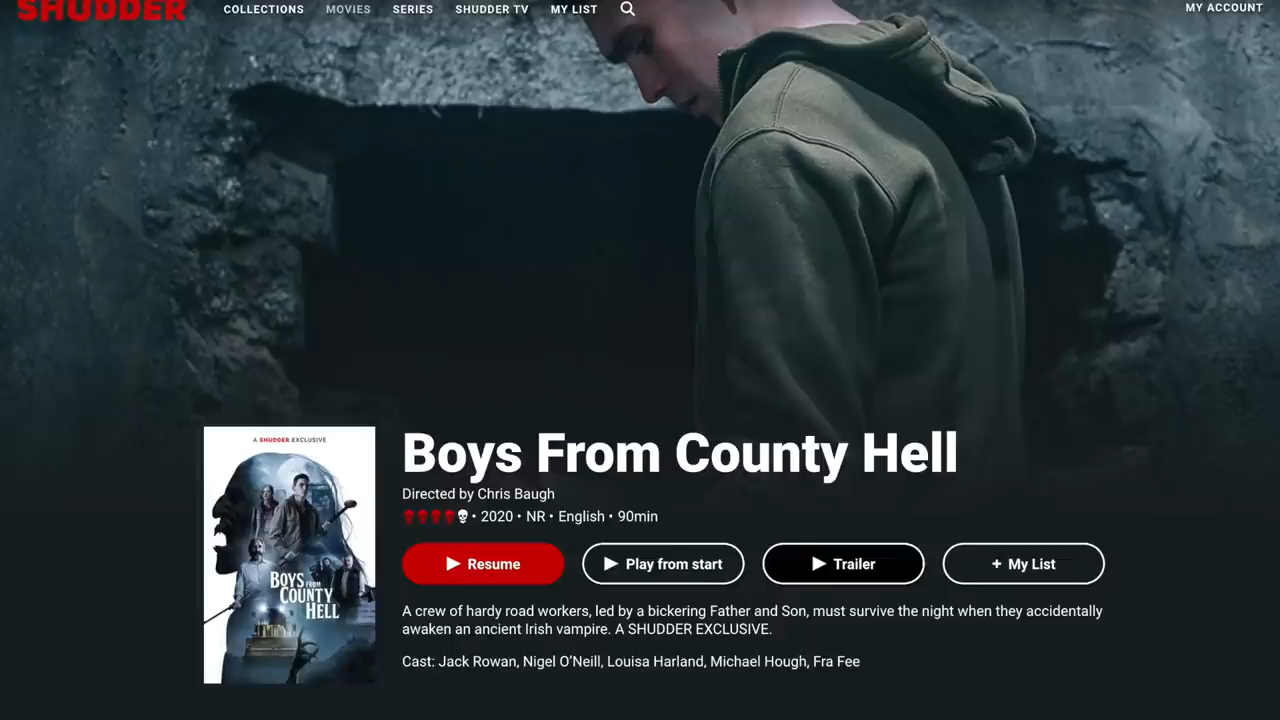 SHUDDER
COLLECTIONS MOVIES SERIES SHUDDER TV MY LIST MY ACCOUNT
A SHUDDER EXCLUSIVE
BOYS FROM
COUNTY
HELL
Boys From County Hell
Directed by Chris Baugh
• 2020 • NR • English • 90min
Resume Play from start Trailer + My List
A crew of hardy road workers, led by a bickering Father and Son, must survive the night when they accidentally
awaken an ancient Irish vampire. A SHUDDER EXCLUSIVE.
Cast: Jack Rowan, Nigel O’Neill, Louisa Harland, Michael Hough, Fra Fee